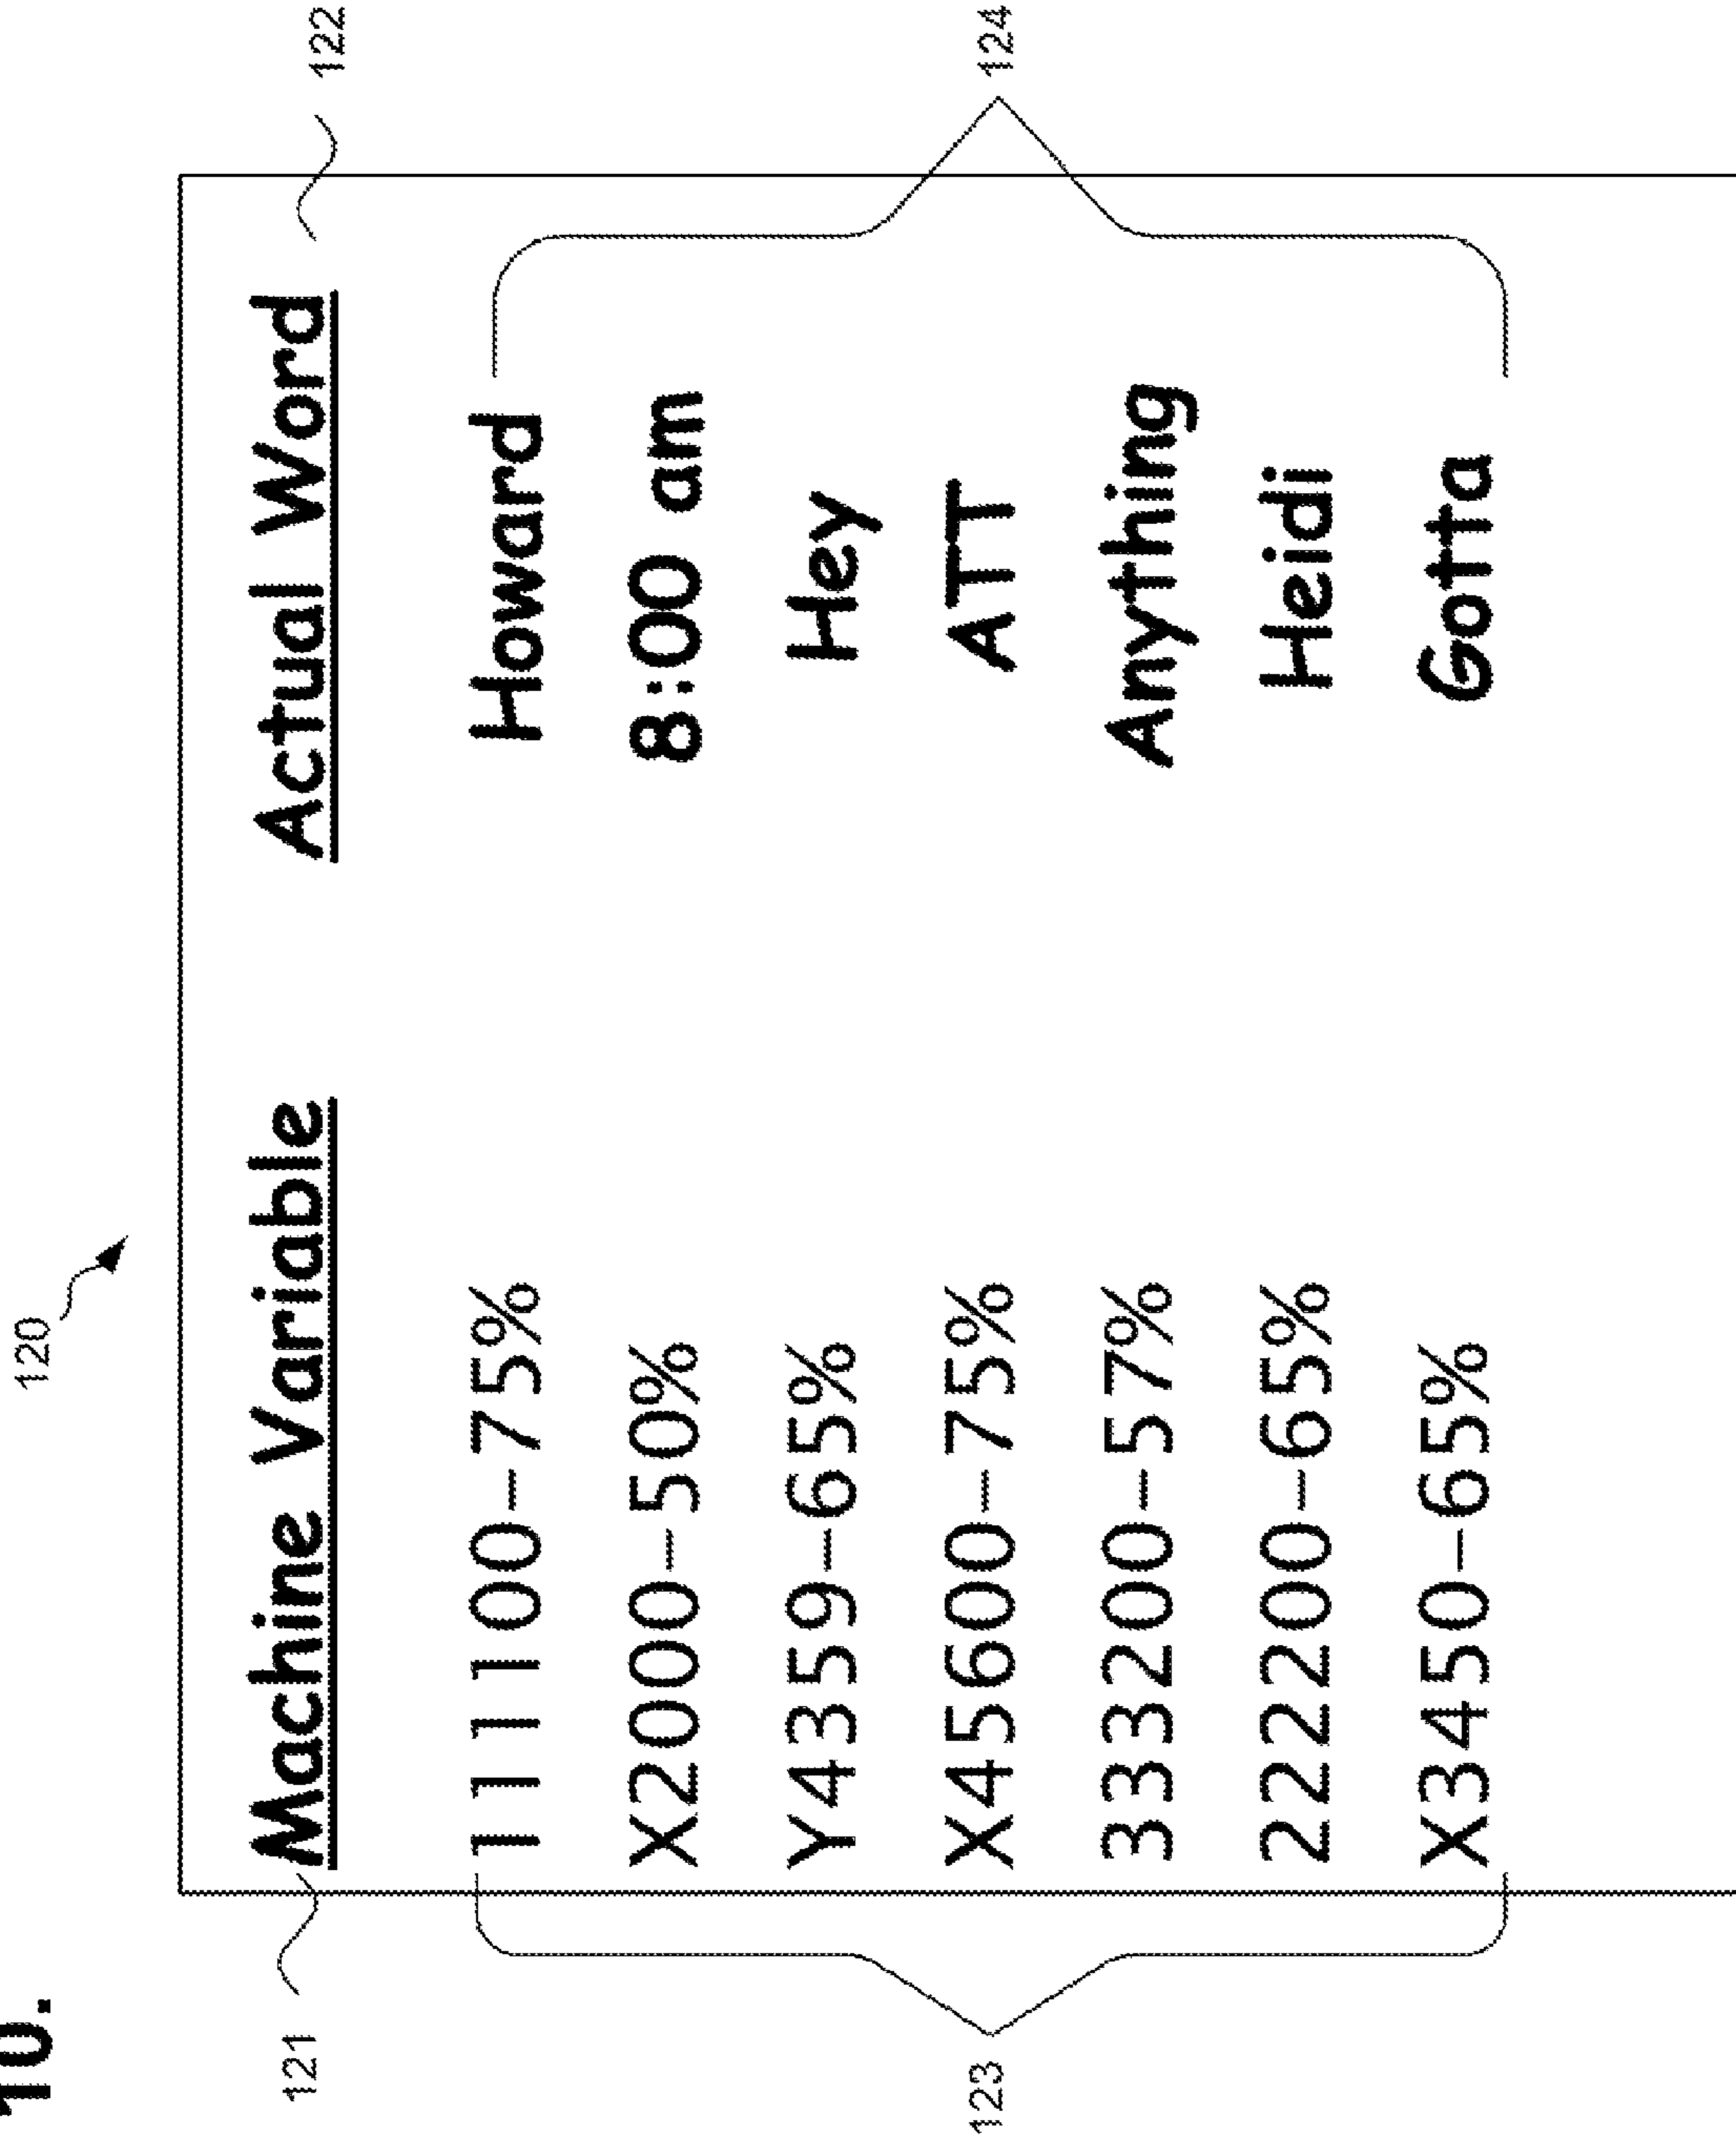 10.
120
121 Machine Variable Actual Word 122
111100-75% Howard
X2000-50% 8:00 am
Y4359-65% Hey
123 X45600-75% ATT 124
333200-57% Anything
222200-65% Heidi
X3450-65% Gotta